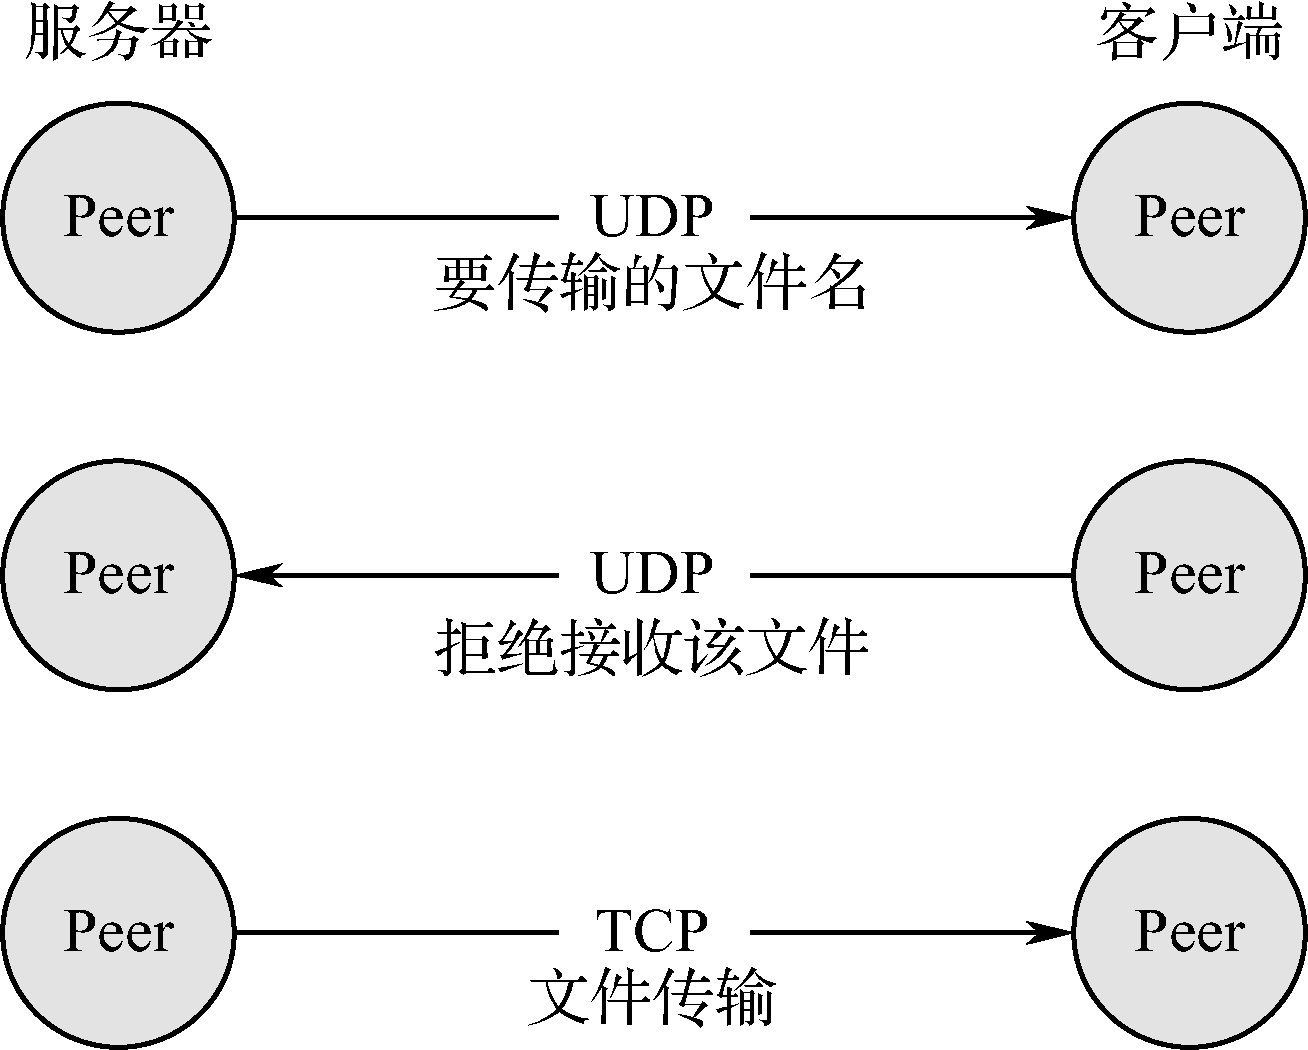 服务器 客户端
Peer UDP Peer
要传输的文件名
Peer UDP Peer
拒绝接收该文件
Peer TCP Peer
文件传输